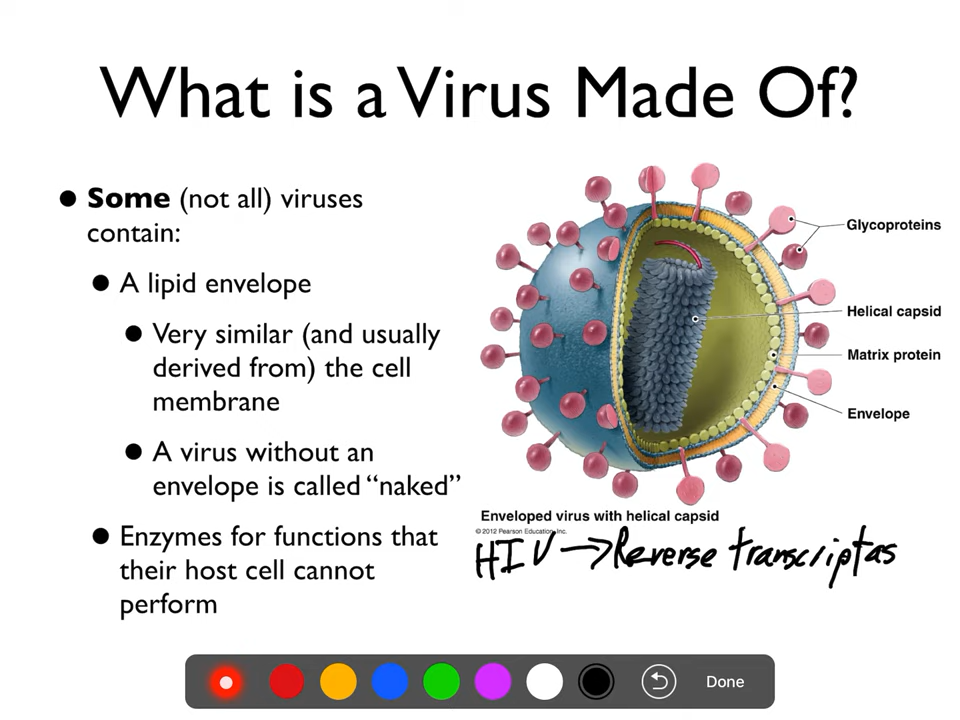 What is a Virus Made Of?
• Some (not all) viruses
contain:
• A lipid envelope
• Very similar (and usually
derived from) the cell
membrane
• A virus without an
envelope is called “naked”
• Enzymes for functions that
their host cell cannot
perform
Glycoproteins
Helical capsid
Matrix protein
Envelope
Enveloped virus with helical capsid
© 2012 Pearson Education, Inc.
HIV → Reverse transcriptas
Done